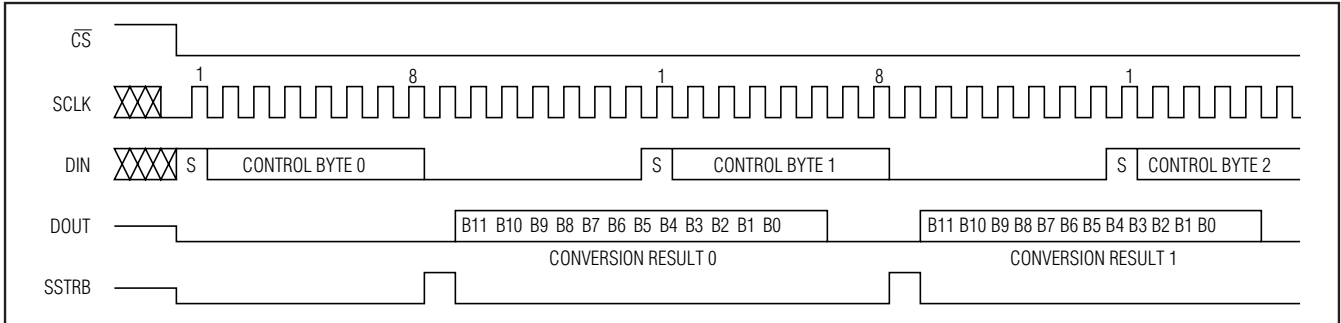 CS
1 8 1 8 1
SCLK
DIN S CONTROL BYTE 0 S CONTROL BYTE 1 S CONTROL BYTE 2
DOUT B11 B10 B9 B8 B7 B6 B5 B4 B3 B2 B1 B0 B11 B10 B9 B8 B7 B6 B5 B4 B3 B2 B1 B0
CONVERSION RESULT 0 CONVERSION RESULT 1
SSTRB